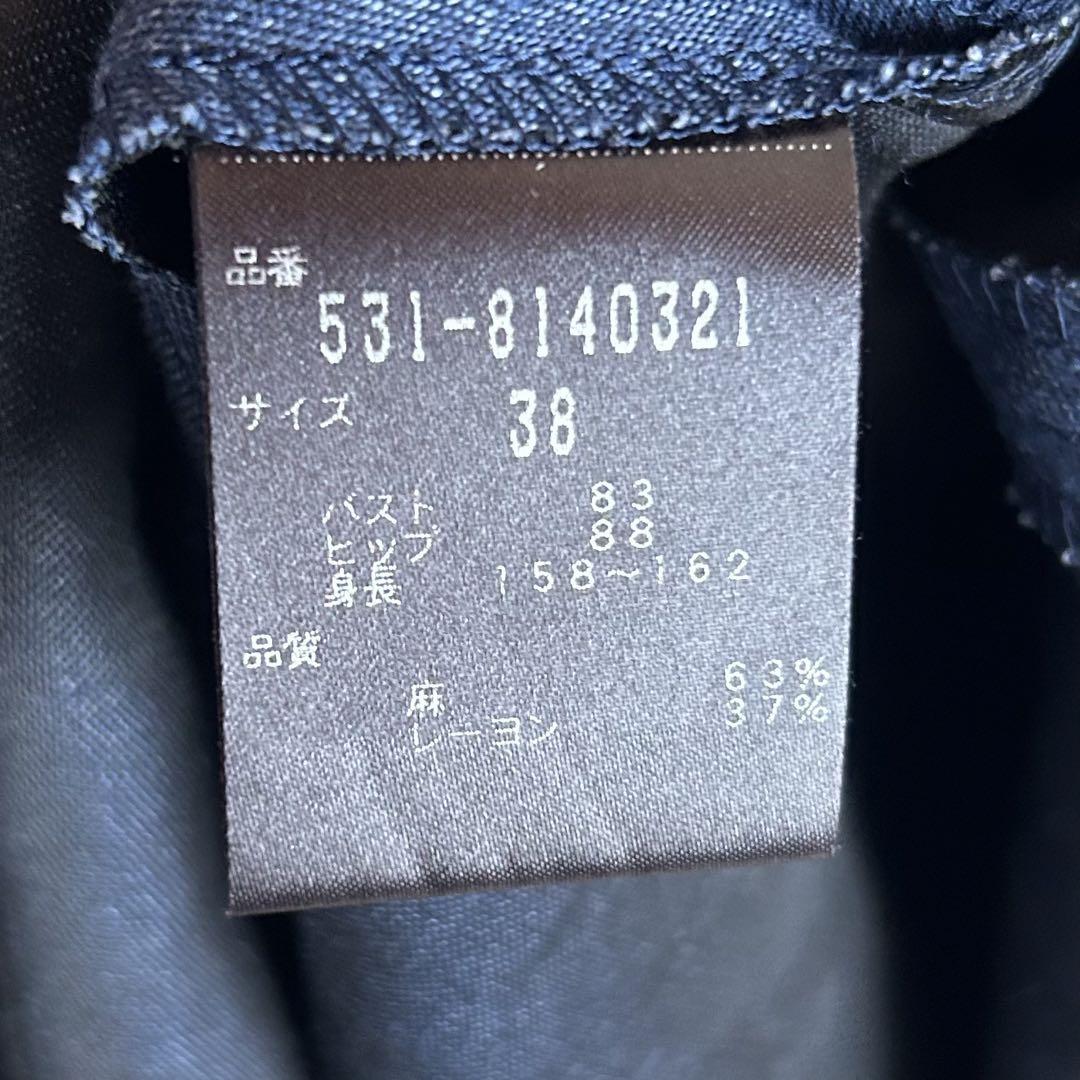 品番
531-8140321
サイズ 38
バスト 83
ヒップ 88
身長 158～162
品質
麻 63%
レーヨン 37%